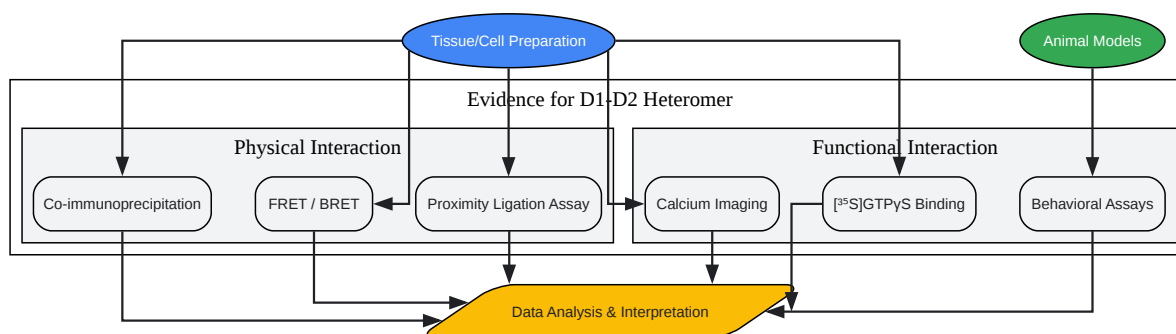 Tissue/Cell Preparation
Animal Models
Evidence for D1-D2 Heteromer
Physical Interaction
Functional Interaction
Co-immunoprecipitation
FRET / BRET
Proximity Ligation Assay
Calcium Imaging
[³⁵S]GTPγS Binding
Behavioral Assays
Data Analysis & Interpretation